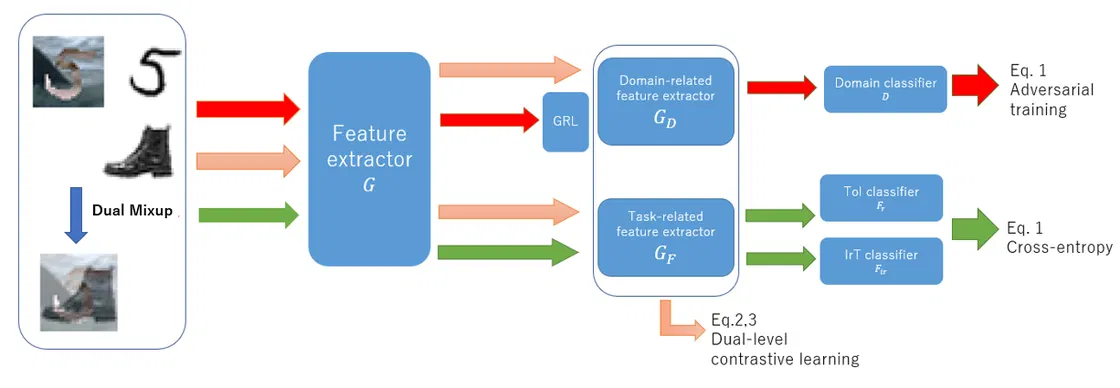 5
5
Dual Mixup
Feature
extractor
G
GRL
Domain-related
feature extractor
G_D
Task-related
feature extractor
G_F
Domain classifier
D
ToI classifier
F_r
IrT classifier
F_ir
Eq. 1
Adversarial
training
Eq. 1
Cross-entropy
Eq.2,3
Dual-level
contrastive learning